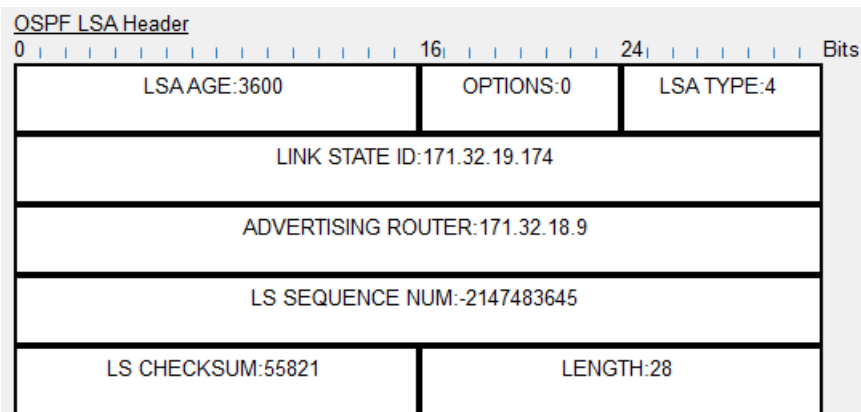 OSPF LSA Header
0 16 24 Bits
LSA AGE:3600 OPTIONS:0 LSA TYPE:4
LINK STATE ID:171.32.19.174
ADVERTISING ROUTER:171.32.18.9
LS SEQUENCE NUM:-2147483645
LS CHECKSUM:55821 LENGTH:28